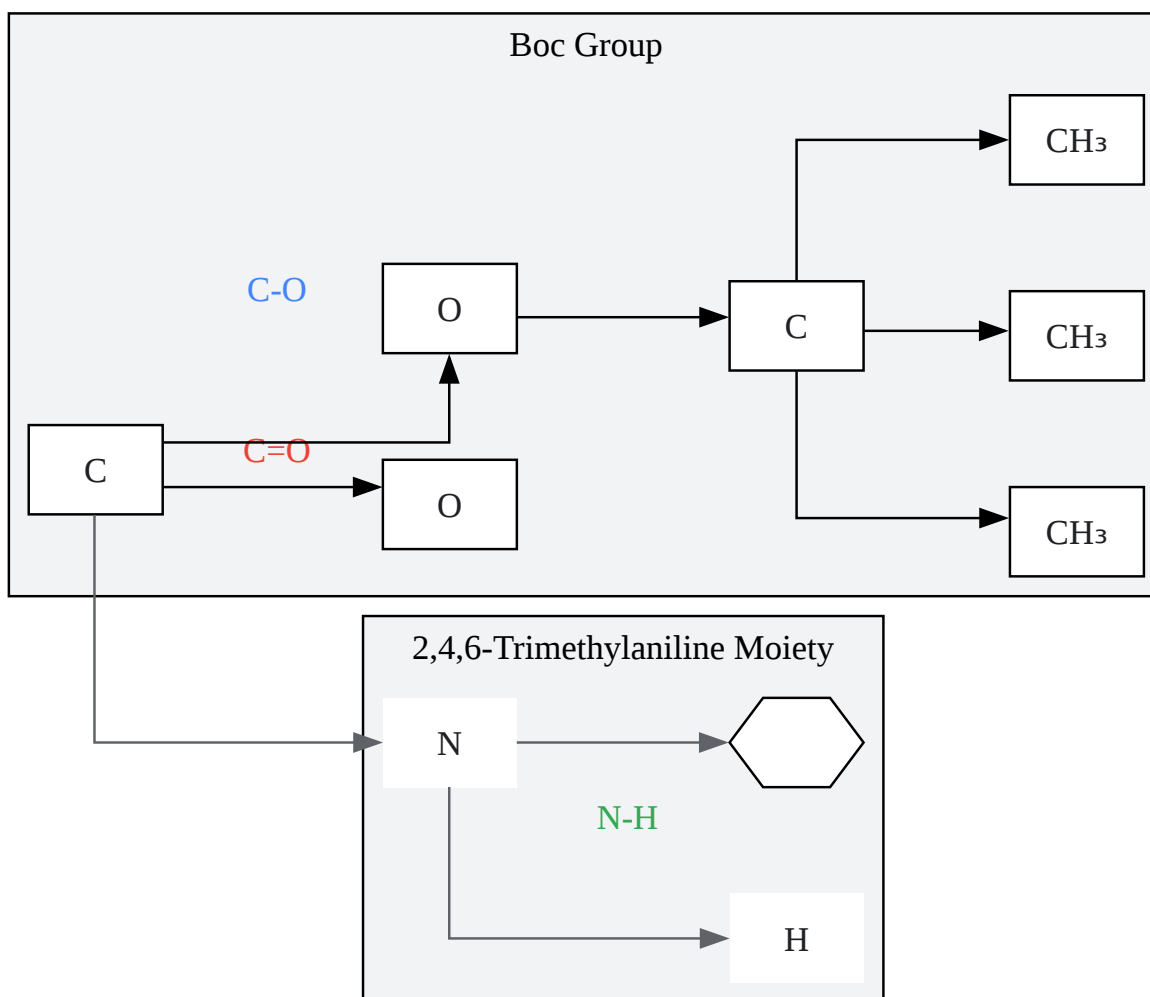 Boc Group
CH₃
C-O
O
C
CH₃
C
C=O
O
CH₃
2,4,6-Trimethylaniline Moiety
N
N-H
H